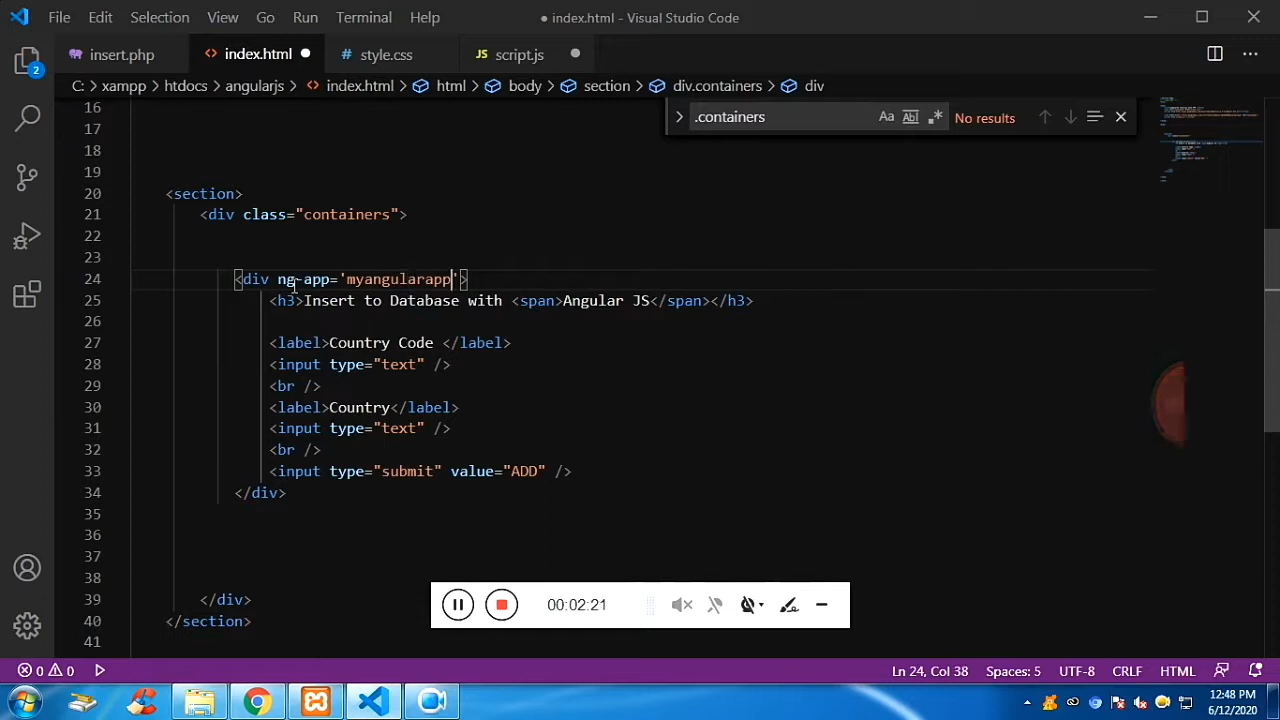 File Edit Selection View Go Run Terminal Help ● index.html - Visual Studio Code
insert.php <> index.html ● # style.css JS script.js ●
C: > xampp > htdocs > angularjs > <> index.html > html > body > section > div.containers > div
2
> .containers Aa Abl .* No results
16
17
18
19
20 <section>
21 <div class="containers">
22
23
24 <div ng-app='myangularapp'>
25 <h3>Insert to Database with <span>Angular JS</span></h3>
26
27 <label>Country Code </label>
28 <input type="text" />
29 <br />
30 <label>Country</label>
31 <input type="text" />
32 <br />
33 <input type="submit" value="ADD" />
34 </div>
35
36
37
38
39 </div>
40 </section>
41
00:02:21
0 0 Ln 24, Col 38 Spaces: 5 UTF-8 CRLF HTML
12:48 PM
6/12/2020